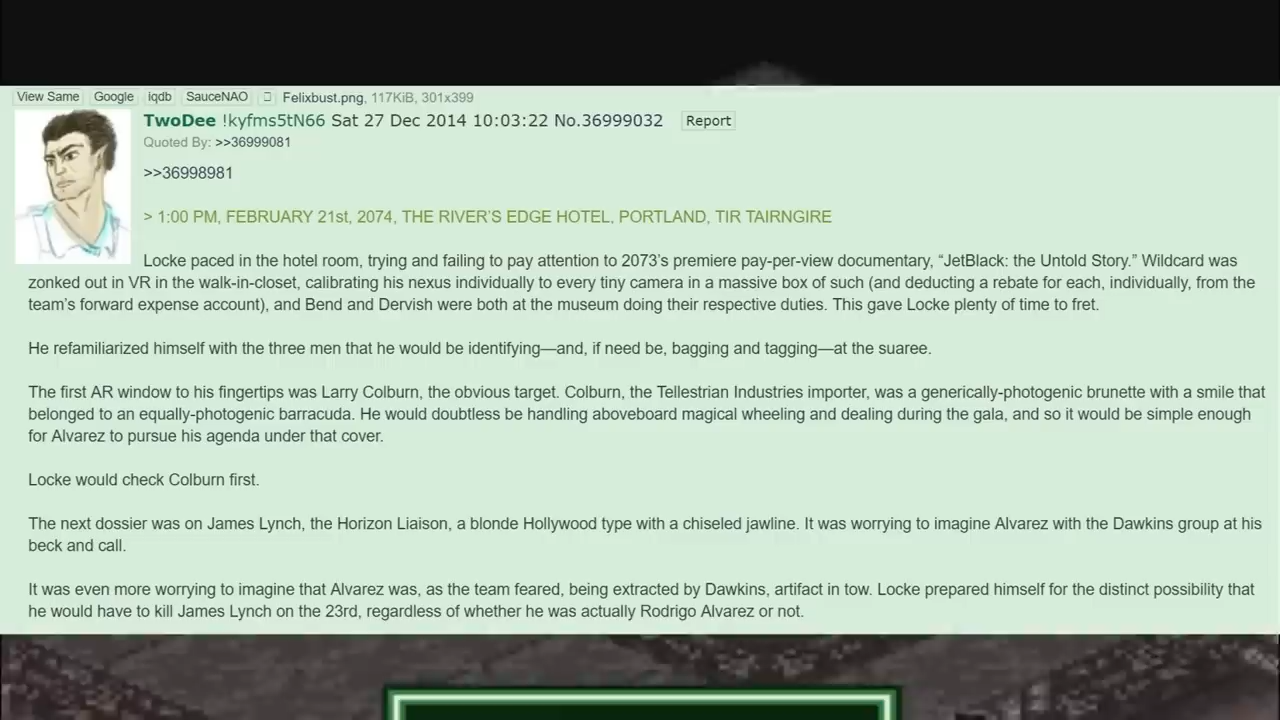 View Same Google iqdb SauceNAO Felixbust.png, 117KiB, 301x399
TwoDee !kyfms5tN66 Sat 27 Dec 2014 10:03:22 No.36999032 Report
Quoted By: >>36999081
>>36998981
> 1:00 PM, FEBRUARY 21st, 2074, THE RIVER’S EDGE HOTEL, PORTLAND, TIR TAIRNGIRE
Locke paced in the hotel room, trying and failing to pay attention to 2073’s premiere pay-per-view documentary, “JetBlack: the Untold Story.” Wildcard was
zonked out in VR in the walk-in-closet, calibrating his nexus individually to every tiny camera in a massive box of such (and deducting a rebate for each, individually, from the
team’s forward expense account), and Bend and Dervish were both at the museum doing their respective duties. This gave Locke plenty of time to fret.
He refamiliarized himself with the three men that he would be identifying—and, if need be, bagging and tagging—at the suaree.
The first AR window to his fingertips was Larry Colburn, the obvious target. Colburn, the Tellestrian Industries importer, was a generically-photogenic brunette with a smile that
belonged to an equally-photogenic barracuda. He would doubtless be handling aboveboard magical wheeling and dealing during the gala, and so it would be simple enough
for Alvarez to pursue his agenda under that cover.
Locke would check Colburn first.
The next dossier was on James Lynch, the Horizon Liaison, a blonde Hollywood type with a chiseled jawline. It was worrying to imagine Alvarez with the Dawkins group at his
beck and call.
It was even more worrying to imagine that Alvarez was, as the team feared, being extracted by Dawkins, artifact in tow. Locke prepared himself for the distinct possibility that
he would have to kill James Lynch on the 23rd, regardless of whether he was actually Rodrigo Alvarez or not.